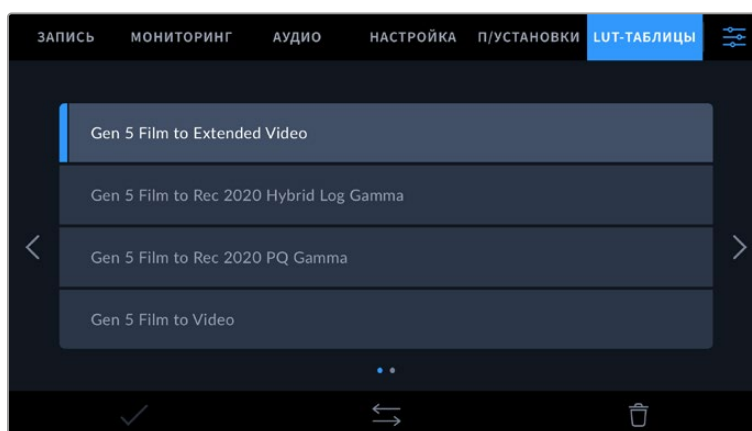 ЗАПИСЬ МОНИТОРИНГ АУДИО НАСТРОЙКА П/УСТАНОВКИ LUT-ТАБЛИЦЫ
Gen 5 Film to Extended Video
Gen 5 Film to Rec 2020 Hybrid Log Gamma
Gen 5 Film to Rec 2020 PQ Gamma
Gen 5 Film to Video